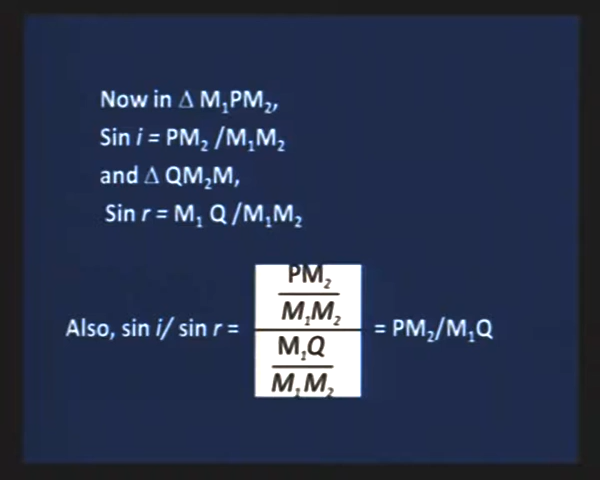 Now in Δ M₁PM₂,
Sin i = PM₂ /M₁M₂
and Δ QM₂M,
Sin r = M₁ Q /M₁M₂
PM₂
M₁M₂
Also, sin i/ sin r = = PM₂/M₁Q
M₁Q
M₁M₂